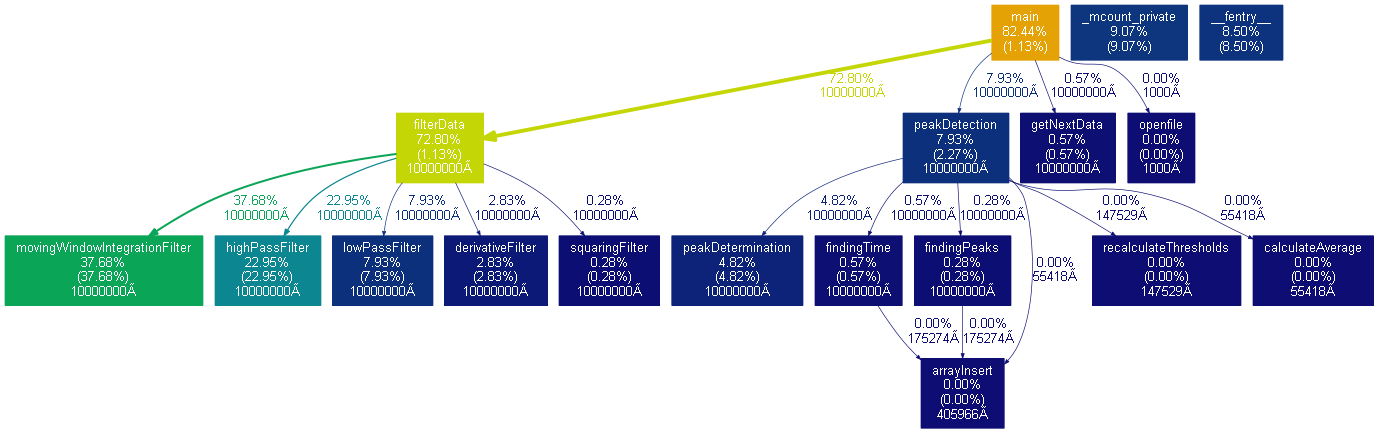 main
82.44%
(1.13%)
_mcount_private
9.07%
(9.07%)
__fentry__
8.50%
(8.50%)
72.80%
10000000Ã
7.93%
10000000Ã
0.57%
10000000Ã
0.00%
1000Ã
filterData
72.80%
(1.13%)
10000000Ã
peakDetection
7.93%
(2.27%)
10000000Ã
getNextData
0.57%
(0.57%)
10000000Ã
openfile
0.00%
(0.00%)
1000Ã
37.68%
10000000Ã
22.95%
10000000Ã
7.93%
10000000Ã
2.83%
10000000Ã
0.28%
10000000Ã
4.82%
10000000Ã
0.57%
10000000Ã
0.28%
10000000Ã
0.00%
55418Ã
0.00%
147529Ã
0.00%
55418Ã
movingWindowIntegrationFilter
37.68%
(37.68%)
10000000Ã
highPassFilter
22.95%
(22.95%)
10000000Ã
lowPassFilter
7.93%
(7.93%)
10000000Ã
derivativeFilter
2.83%
(2.83%)
10000000Ã
squaringFilter
0.28%
(0.28%)
10000000Ã
peakDetermination
4.82%
(4.82%)
10000000Ã
findingTime
0.57%
(0.57%)
10000000Ã
findingPeaks
0.28%
(0.28%)
10000000Ã
recalculateThresholds
0.00%
(0.00%)
147529Ã
calculateAverage
0.00%
(0.00%)
55418Ã
0.00%
175274Ã
0.00%
175274Ã
arrayInsert
0.00%
(0.00%)
405966Ã